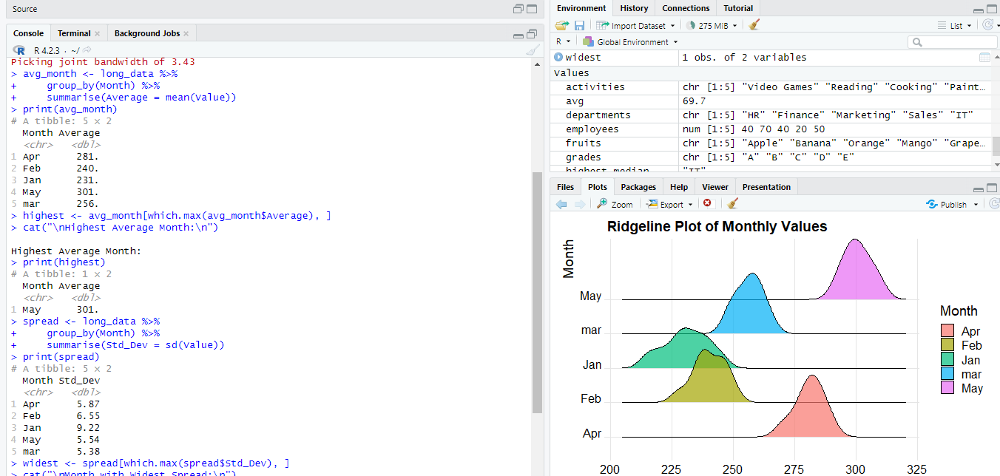 Source
Console Terminal Background Jobs
R 4.2.3 · ~/
Picking joint bandwidth of 3.43
> avg_month <- long_data %>%
+     group_by(Month) %>%
+     summarise(Average = mean(Value))
> print(avg_month)
# A tibble: 5 × 2
  Month Average
  <chr>   <dbl>
1 Apr      281.
2 Feb      240.
3 Jan      231.
4 May      301.
5 mar      256.
> highest <- avg_month[which.max(avg_month$Average), ]
> cat("\nHighest Average Month:\n")
Highest Average Month:
> print(highest)
# A tibble: 1 × 2
  Month Average
  <chr>   <dbl>
1 May      301.
> spread <- long_data %>%
+     group_by(Month) %>%
+     summarise(Std_Dev = sd(Value))
> print(spread)
# A tibble: 5 × 2
  Month Std_Dev
  <chr>   <dbl>
1 Apr      5.87
2 Feb      6.55
3 Jan      9.22
4 May      5.54
5 mar      5.38
> widest <- spread[which.max(spread$Std_Dev), ]
> cat("\nMonth with Widest Spread:\n")
Environment History Connections Tutorial
Import Dataset 275 MiB List
R Global Environment
widest 1 obs. of 2 variables
Values
activities chr [1:5] "Video Games" "Reading" "Cooking" "Paint…
avg 69.7
departments chr [1:5] "HR" "Finance" "Marketing" "Sales" "IT"
employees num [1:5] 40 70 40 20 50
fruits chr [1:5] "Apple" "Banana" "Orange" "Mango" "Grape…
grades chr [1:5] "A" "B" "C" "D" "E"
highest_median "IT"
Files Plots Packages Help Viewer Presentation
Zoom Export Publish
Ridgeline Plot of Monthly Values
Month
May
mar
Jan
Feb
Apr
200 225 250 275 300 325
Month
Apr
Feb
Jan
mar
May